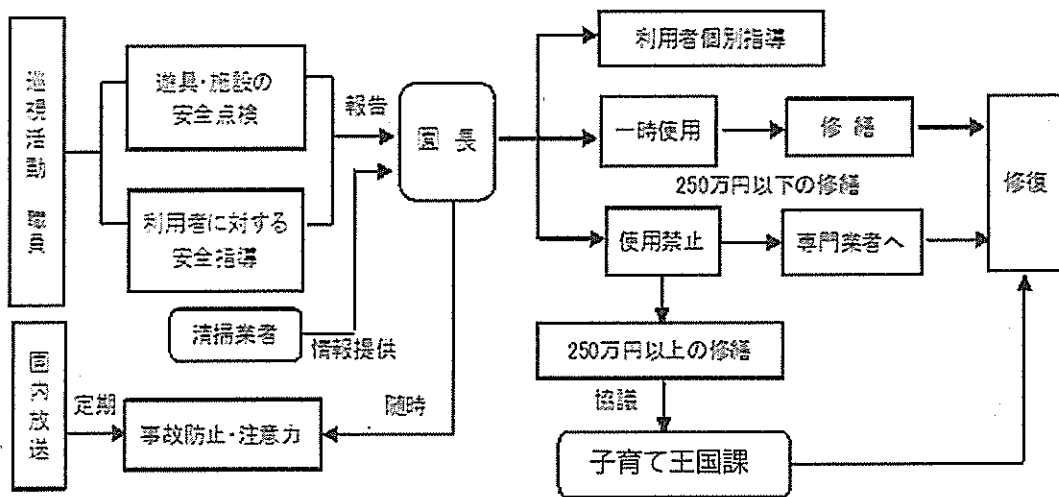 巡視活動 職員
遊具・施設の
安全点検
利用者に対する
安全指導
報告
園長
清掃業者
情報提供
園内放送
定期
事故防止・注意力
随時
利用者個別指導
一時使用
修繕
250万円以下の修繕
使用禁止
専門業者へ
修復
250万円以上の修繕
協議
子育て王国課